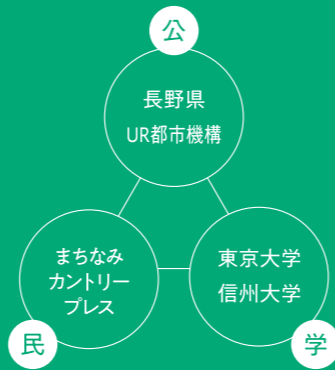 公
長野県
UR都市機構
まちなみ
カントリー
プレス
民
東京大学
信州大学
学